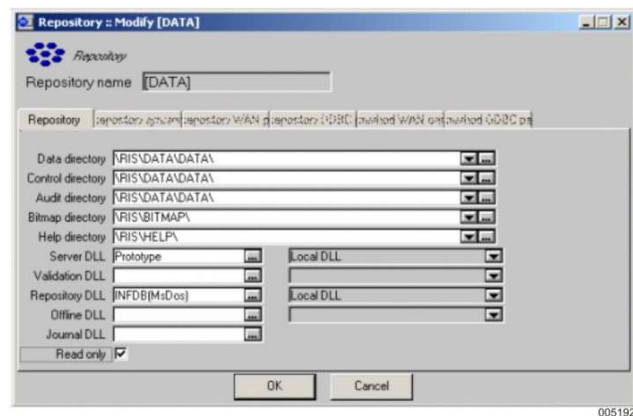 Repository :: Modify [DATA]
Repository
Repository name [DATA]
Repository
Data directory \RIS\DATA\DATA\
Control directory \RIS\DATA\DATA\
Audit directory \RIS\DATA\DATA\
Bitmap directory \RIS\BITMAP\
Help directory \RIS\HELP\
Server DLL Prototype Local DLL
Validation DLL
Repository DLL INFDB(MsDos) Local DLL
Offline DLL
Journal DLL
Read only
OK Cancel
005192